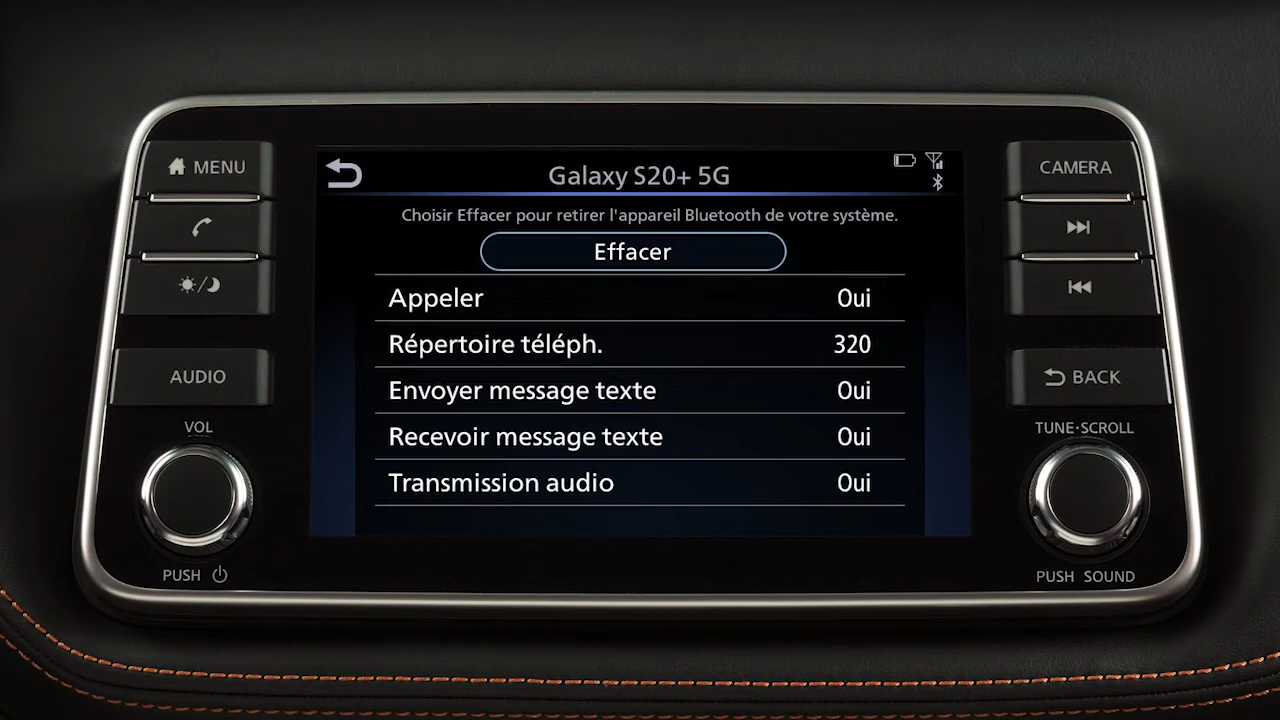 MENU
AUDIO
VOL
PUSH
Galaxy S20+ 5G
Choisir Effacer pour retirer l'appareil Bluetooth de votre système.
Effacer
Appeler Oui
Répertoire téléph. 320
Envoyer message texte Oui
Recevoir message texte Oui
Transmission audio Oui
CAMERA
BACK
TUNE·SCROLL
PUSH SOUND